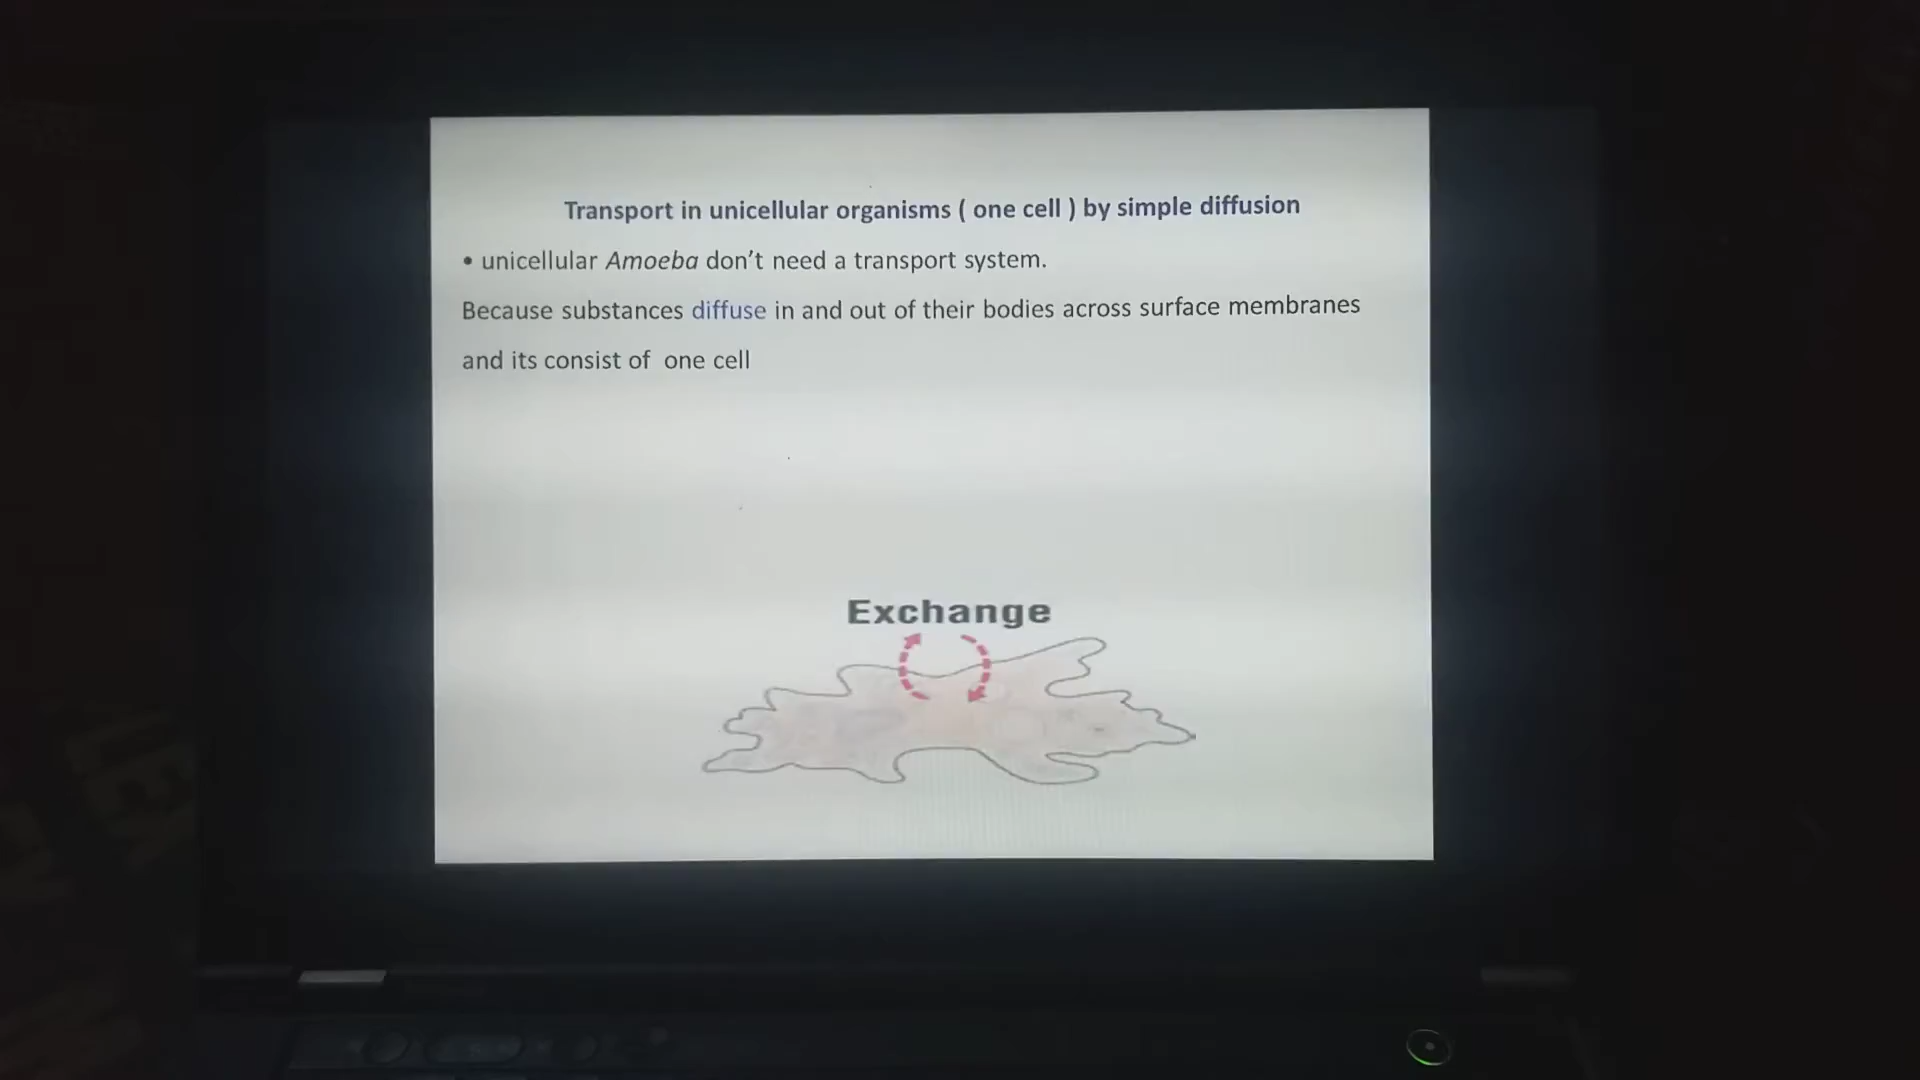 Transport in unicellular organisms ( one cell ) by simple diffusion
• unicellular Amoeba don't need a transport system.
Because substances diffuse in and out of their bodies across surface membranes
and its consist of one cell
Exchange